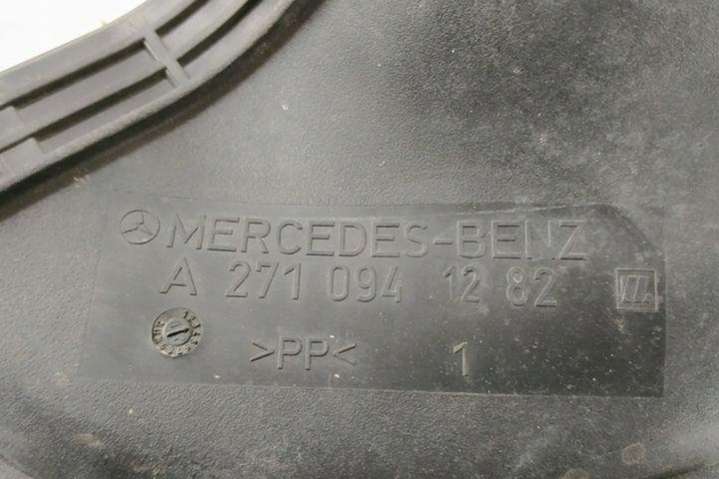 MERCEDES-BENZ
A 271 094 12 82
>PP< 1